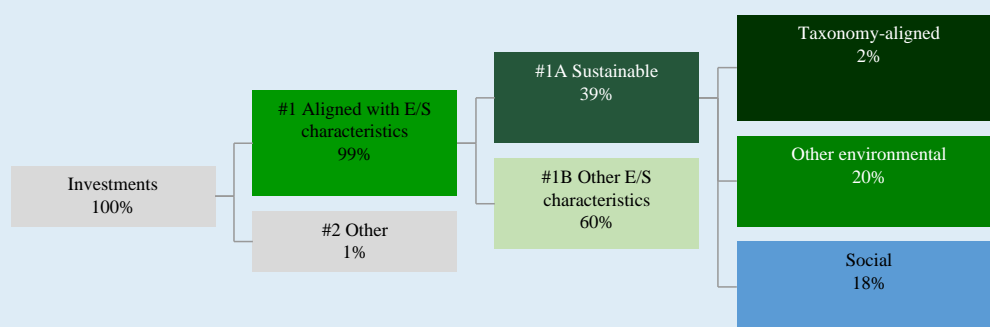 Investments
100%
#1 Aligned with E/S
characteristics
99%
#2 Other
1%
#1A Sustainable
39%
#1B Other E/S
characteristics
60%
Taxonomy-aligned
2%
Other environmental
20%
Social
18%